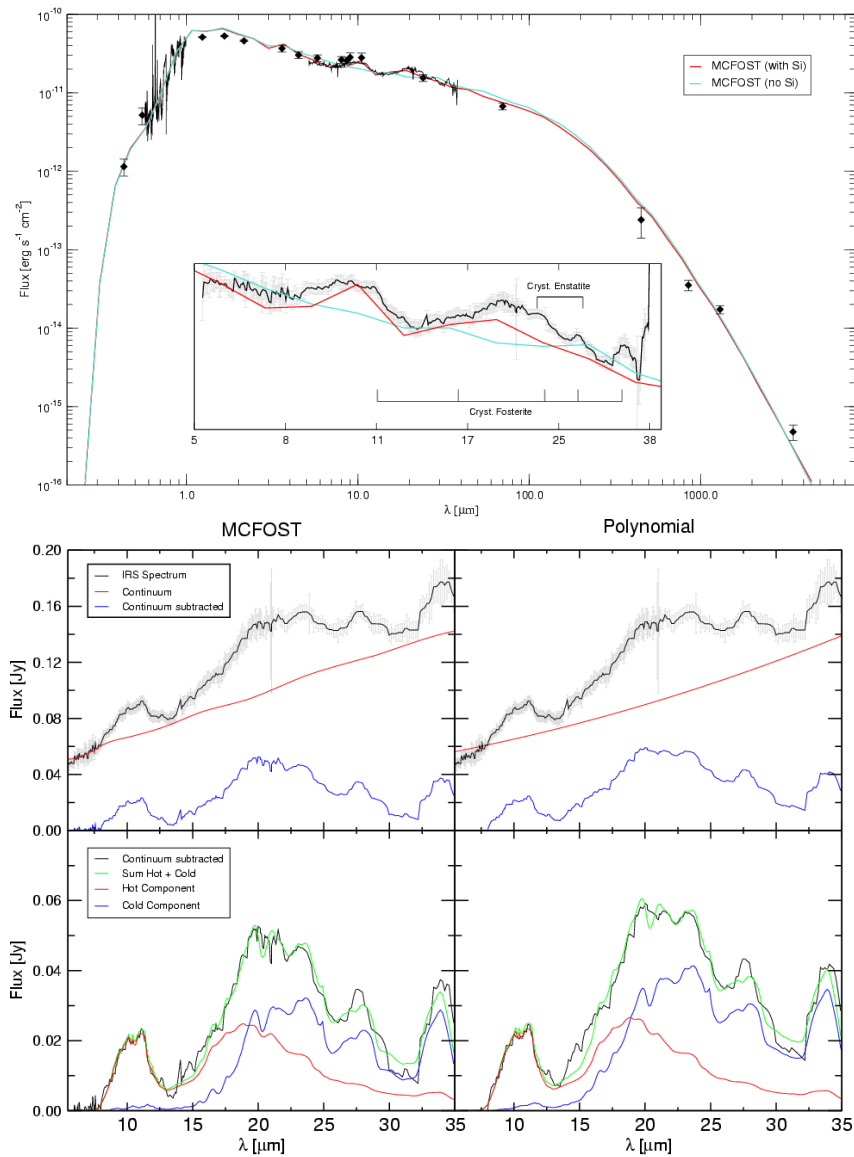 10⁻¹⁰
10⁻¹¹
10⁻¹²
10⁻¹³
10⁻¹⁴
10⁻¹⁵
10⁻¹⁶
Flux [erg s⁻¹ cm⁻²]
MCFOST (with Si)
MCFOST (no Si)
Cryst. Enstatite
Cryst. Fosterite
5 8 11 17 25 38
1.0 10.0 100.0 1000.0
λ [μm]
MCFOST Polynomial
0.20
0.16
0.12
0.08
0.04
0.00
Flux [Jy]
IRS Spectrum
Continuum
Continuum subtracted
0.06
0.04
0.02
0.00
Flux [Jy]
Continuum subtracted
Sum Hot + Cold
Hot Component
Cold Component
10 15 20 25 30 35 10 15 20 25 30 35
λ [μm] λ [μm]